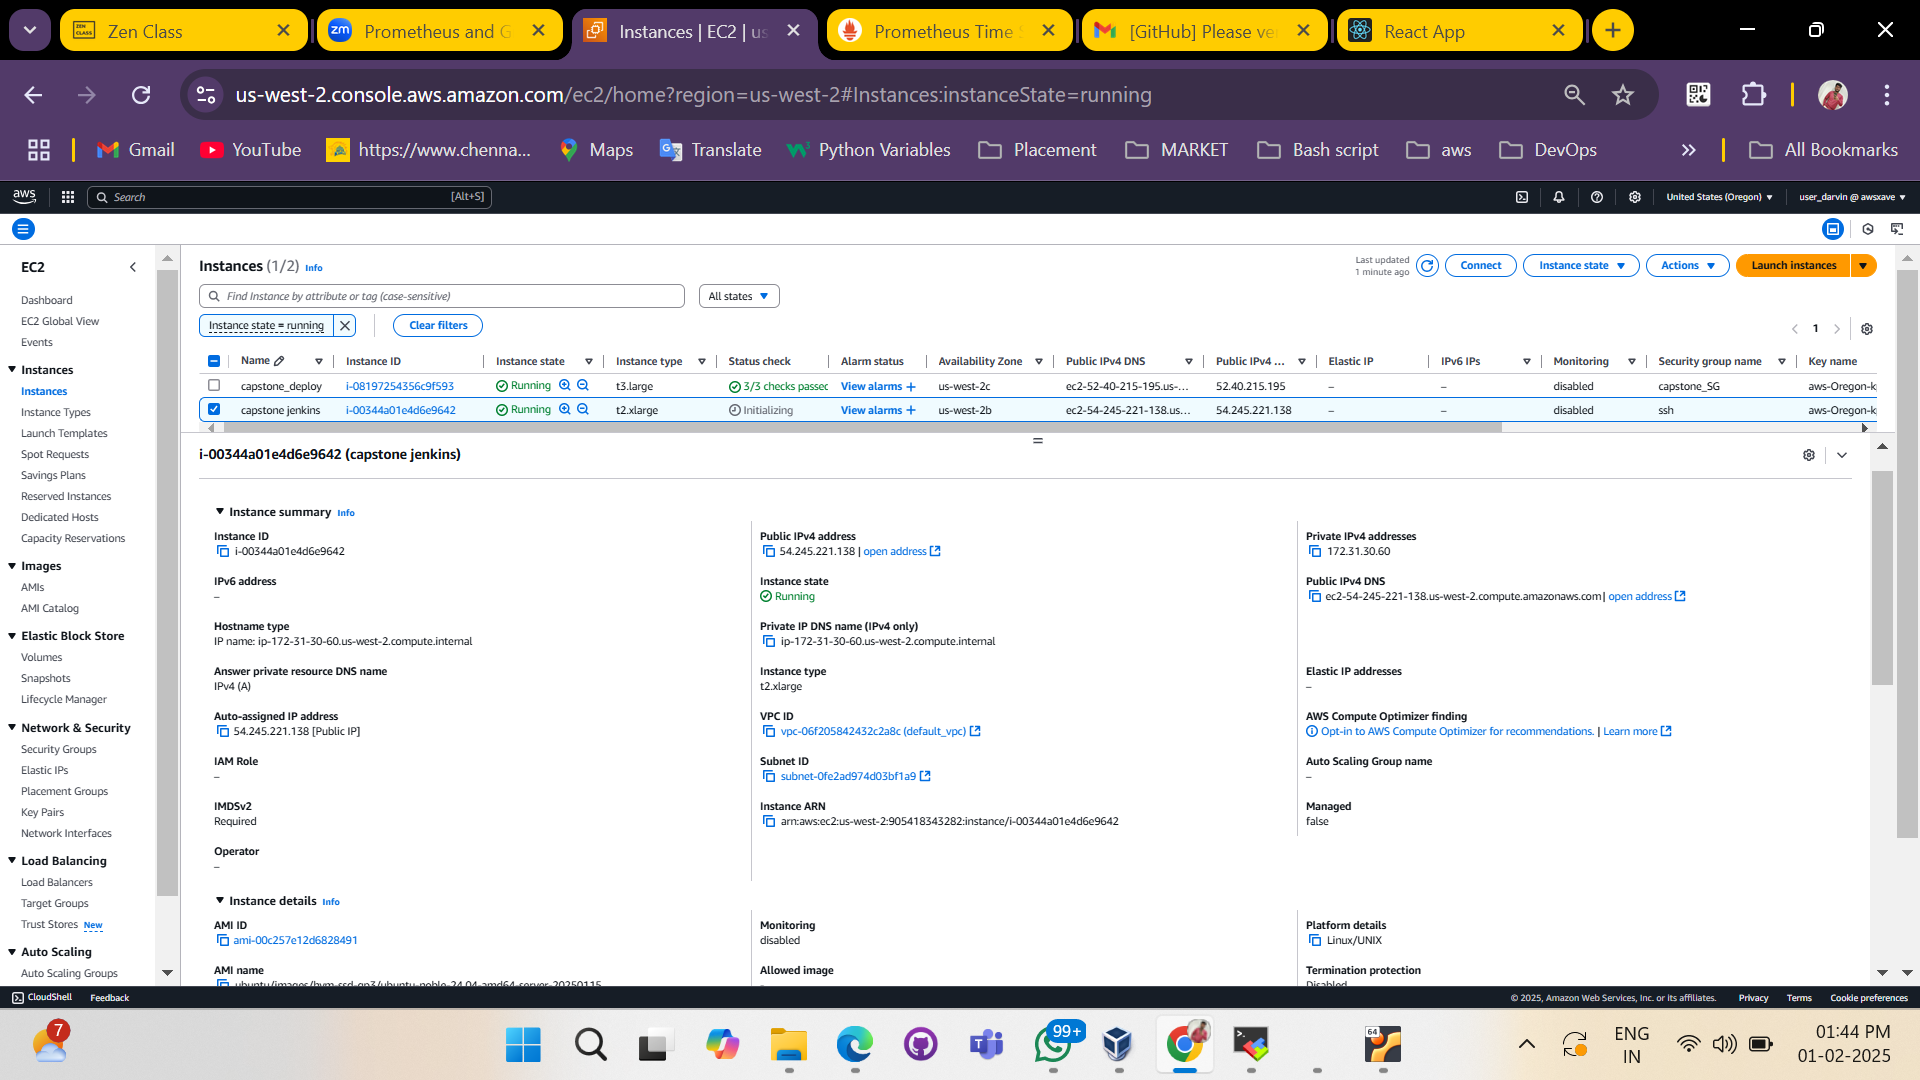 Zen Class
Prometheus and G
Instances | EC2 | us
Prometheus Time S
[GitHub] Please ve
React App
us-west-2.console.aws.amazon.com/ec2/home?region=us-west-2#Instances:instanceState=running
Gmail
YouTube
https://www.chenna...
Maps
Translate
Python Variables
Placement
MARKET
Bash script
aws
DevOps
All Bookmarks
aws
Search
[Alt+S]
United States (Oregon)
user_darvin @ awsxave
EC2
Dashboard
EC2 Global View
Events
Instances
Instances
Instance Types
Launch Templates
Spot Requests
Savings Plans
Reserved Instances
Dedicated Hosts
Capacity Reservations
Images
AMIs
AMI Catalog
Elastic Block Store
Volumes
Snapshots
Lifecycle Manager
Network & Security
Security Groups
Elastic IPs
Placement Groups
Key Pairs
Network Interfaces
Load Balancing
Load Balancers
Target Groups
Trust Stores New
Auto Scaling
Auto Scaling Groups
Instances (1/2) Info
Last updated
1 minute ago
Connect
Instance state
Actions
Launch instances
Find Instance by attribute or tag (case-sensitive)
All states
Instance state = running
Clear filters
1
Name Instance ID Instance state Instance type Status check Alarm status Availability Zone Public IPv4 DNS Public IPv4 ... Elastic IP IPv6 IPs Monitoring Security group name Key name
capstone_deploy i-08197254356c9f593 Running t3.large 3/3 checks passec View alarms + us-west-2c ec2-52-40-215-195.us-... 52.40.215.195 – – disabled capstone_SG aws-Oregon-k
capstone jenkins i-00344a01e4d6e9642 Running t2.xlarge Initializing View alarms + us-west-2b ec2-54-245-221-138.us... 54.245.221.138 – – disabled ssh aws-Oregon-k
i-00344a01e4d6e9642 (capstone jenkins)
Instance summary Info
Instance ID
i-00344a01e4d6e9642
Public IPv4 address
54.245.221.138 | open address
Private IPv4 addresses
172.31.30.60
IPv6 address
–
Instance state
Running
Public IPv4 DNS
ec2-54-245-221-138.us-west-2.compute.amazonaws.com | open address
Hostname type
IP name: ip-172-31-30-60.us-west-2.compute.internal
Private IP DNS name (IPv4 only)
ip-172-31-30-60.us-west-2.compute.internal
Answer private resource DNS name
IPv4 (A)
Instance type
t2.xlarge
Elastic IP addresses
–
Auto-assigned IP address
54.245.221.138 [Public IP]
VPC ID
vpc-06f205842432c2a8c (default_vpc)
AWS Compute Optimizer finding
Opt-in to AWS Compute Optimizer for recommendations. | Learn more
IAM Role
–
Subnet ID
subnet-0fe2ad974d03bf1a9
Auto Scaling Group name
–
IMDSv2
Required
Instance ARN
arn:aws:ec2:us-west-2:905418343282:instance/i-00344a01e4d6e9642
Managed
false
Operator
–
Instance details Info
AMI ID
ami-00c257e12d6828491
Monitoring
disabled
Platform details
Linux/UNIX
AMI name
ubuntu/images/hvm-ssd-gp3/ubuntu-noble-24.04-amd64-server-20250115
Allowed image
–
Termination protection
Disabled
CloudShell
Feedback
© 2025, Amazon Web Services, Inc. or its affiliates.
Privacy
Terms
Cookie preferences
7
99+
64
ENG
IN
01:44 PM
01-02-2025